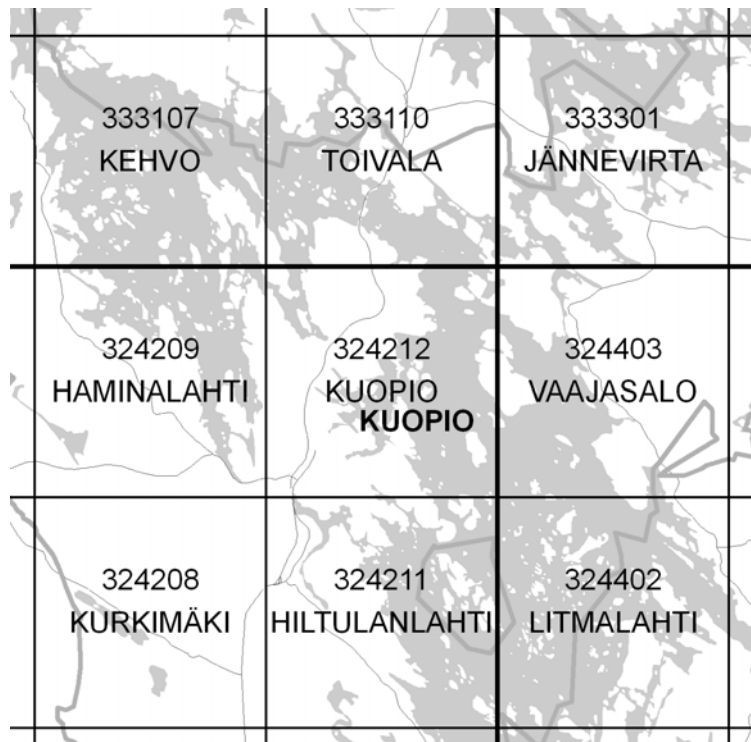 333107
KEHVO
333110
TOIVALA
333301
JÄNNEVIRTA
324209
HAMINALAHTI
324212
KUOPIO
KUOPIO
324403
VAAJASALO
324208
KURKIMÄKI
324211
HILTULANLAHTI
324402
LITMALAHTI